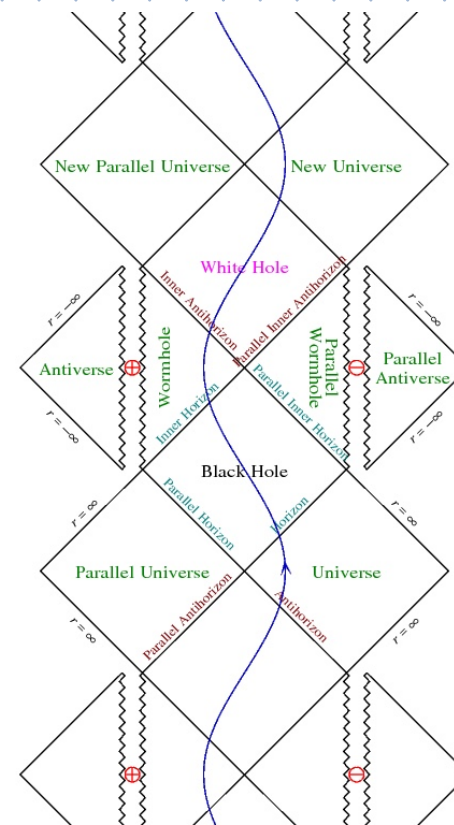 New Parallel Universe
New Universe
White Hole
Inner Antihorizon
Parallel Inner Antihorizon
r = −∞
r = −∞
Antiverse
⊕
Wormhole
Parallel
Wormhole
⊖
Parallel
Antiverse
r = −∞
r = −∞
Inner Horizon
Parallel Inner Horizon
Black Hole
Parallel Horizon
Horizon
r = ∞
r = ∞
Parallel Universe
Universe
Parallel Antihorizon
Antihorizon
r = ∞
r = ∞
⊕
⊖